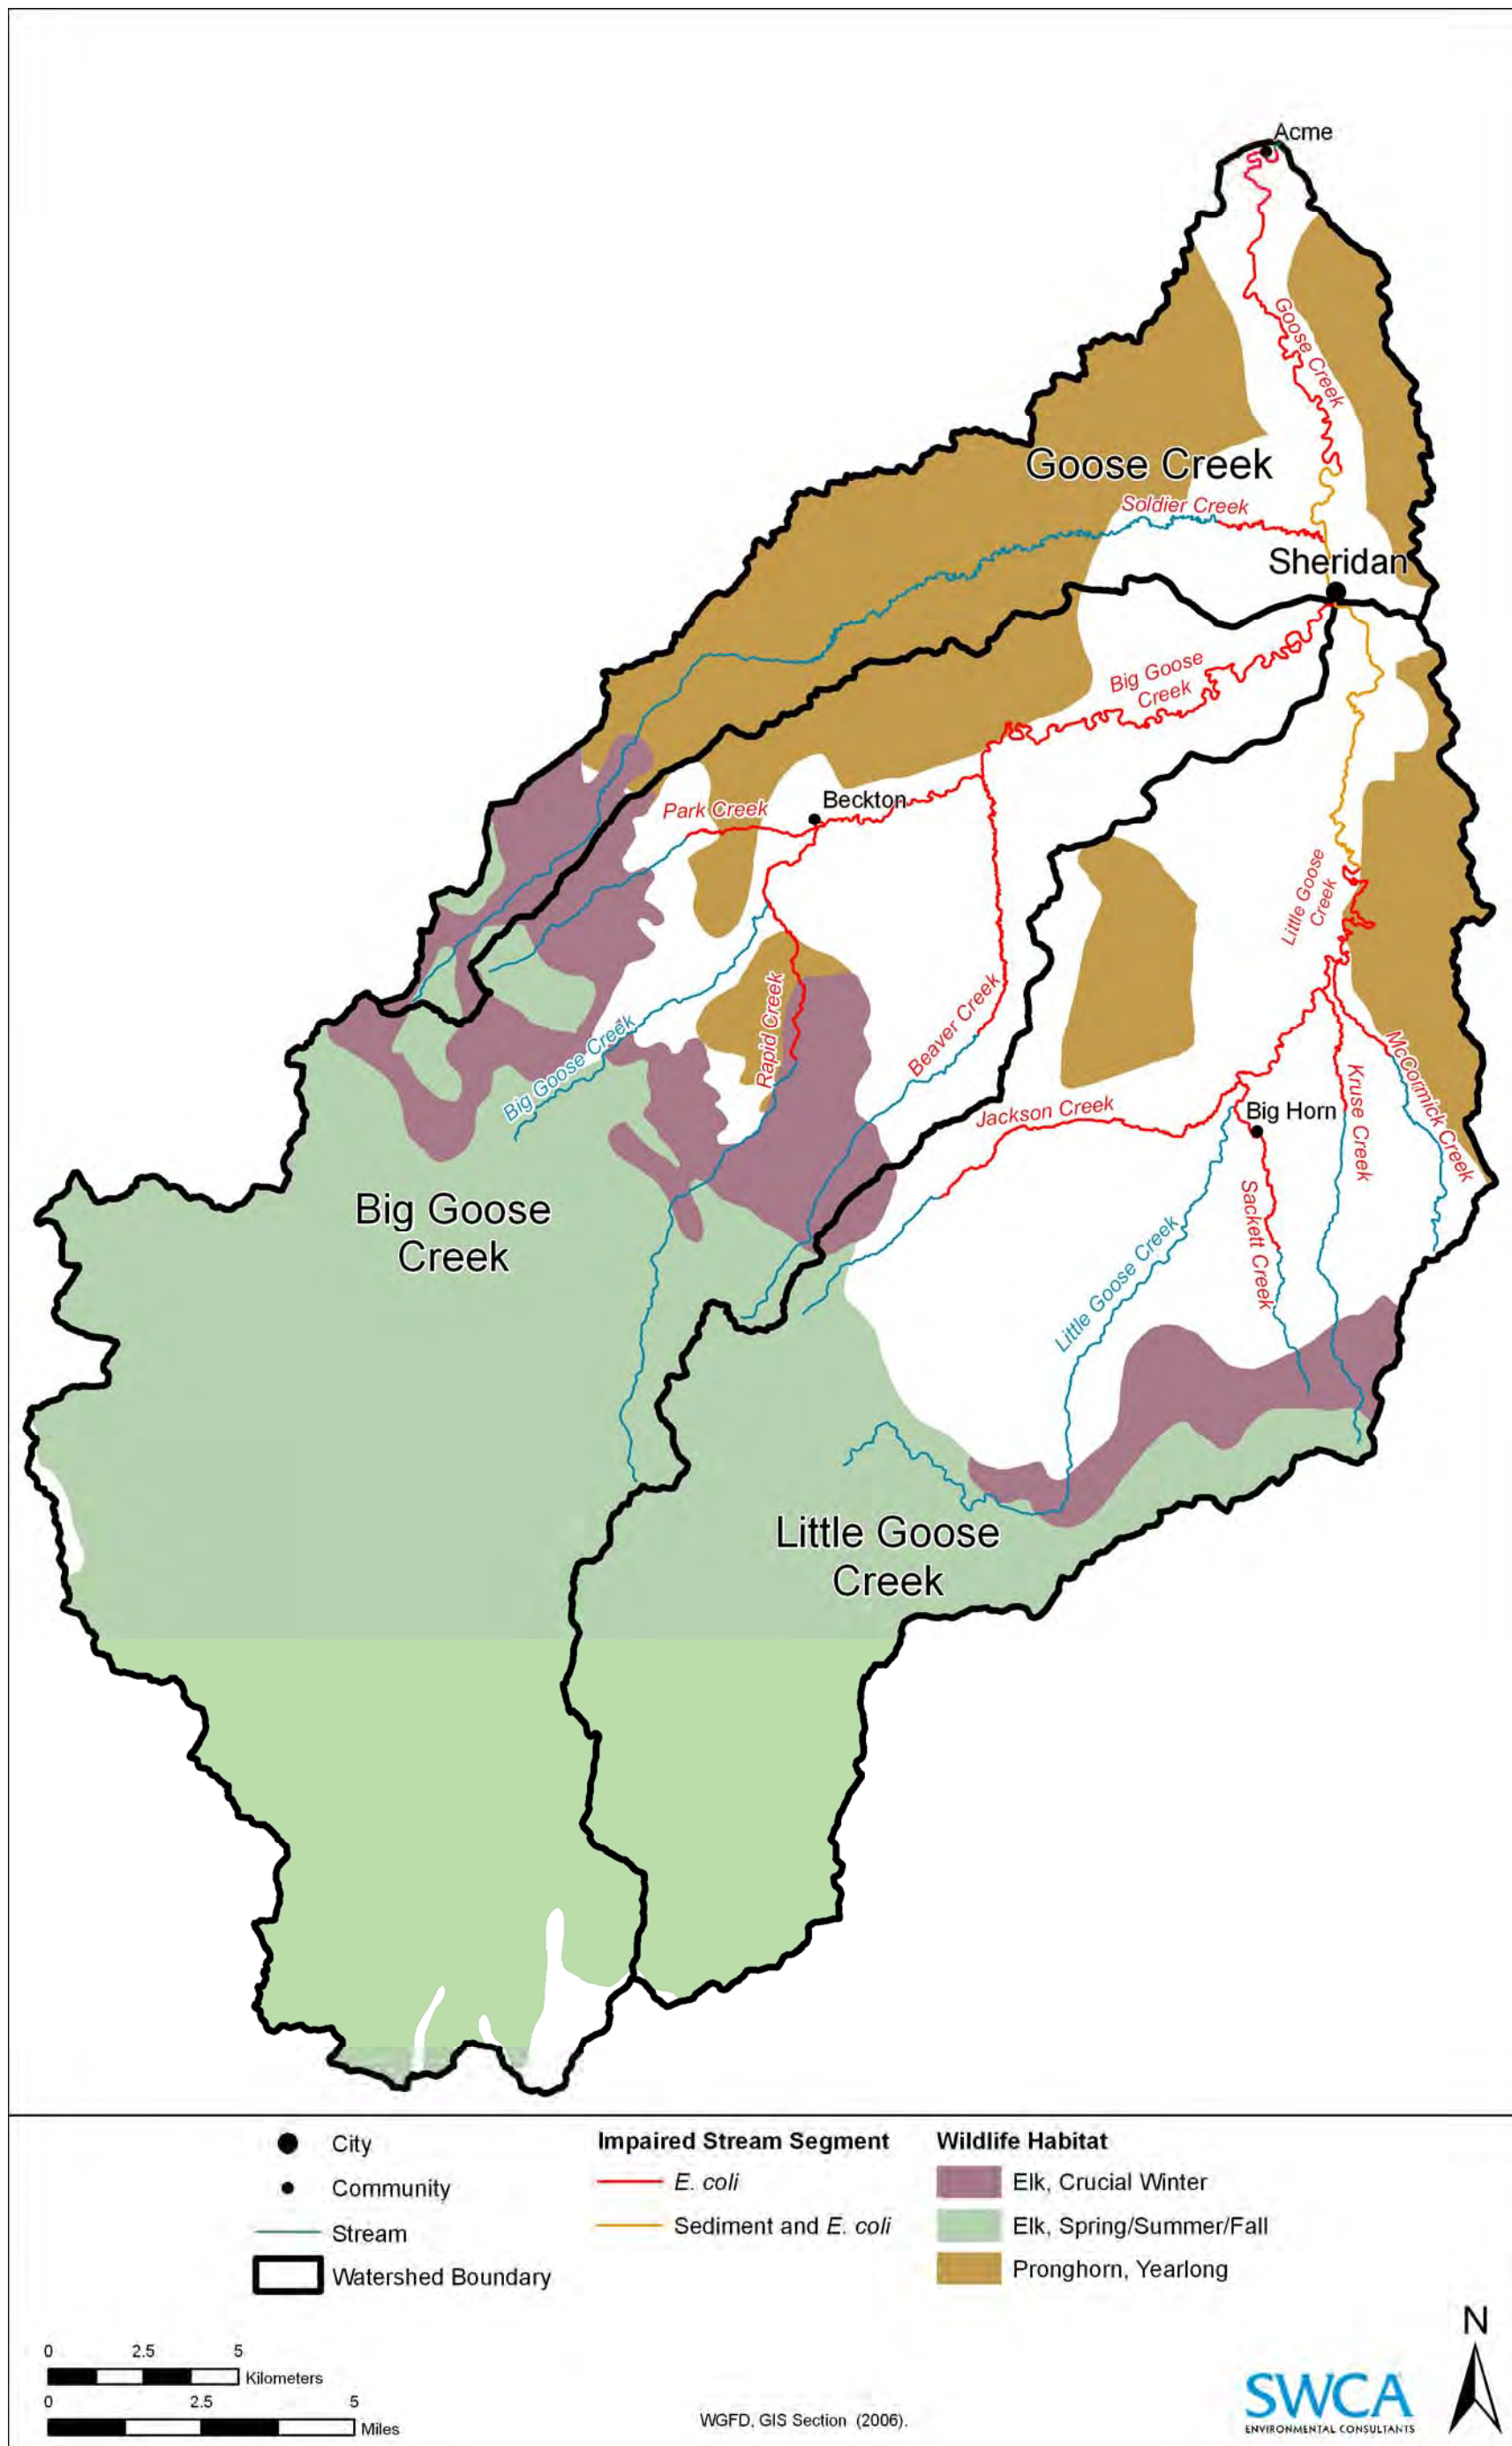 Acme
Goose Creek
Goose Creek
Soldier Creek
Sheridan
Big Goose
Creek
Park Creek
Beckton
Little Goose
Creek
Rapid Creek
Beaver Creek
Big Goose Creek
McCormick Creek
Kruse Creek
Jackson Creek
Big Horn
Sackett Creek
Big Goose
Creek
Little Goose Creek
Little Goose
Creek
City
Community
Stream
Watershed Boundary
Impaired Stream Segment
E. coli
Sediment and E. coli
Wildlife Habitat
Elk, Crucial Winter
Elk, Spring/Summer/Fall
Pronghorn, Yearlong
0 2.5 5
Kilometers
0 2.5 5
Miles
WGFD, GIS Section (2006).
SWCA
ENVIRONMENTAL CONSULTANTS
N